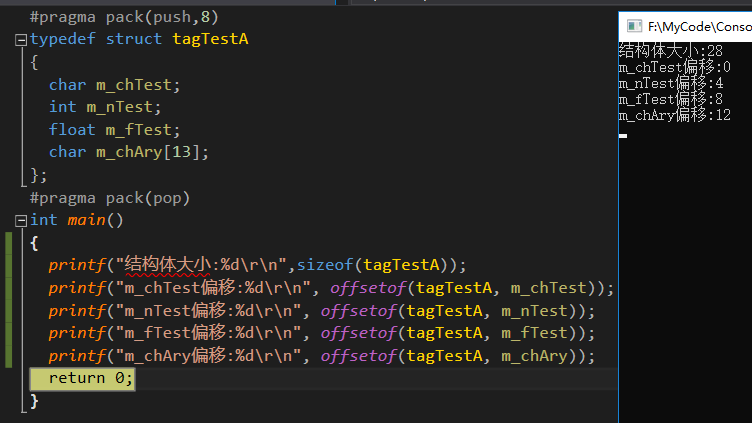 #pragma pack(push,8)
typedef struct tagTestA
{
char m_chTest;
int m_nTest;
float m_fTest;
char m_chAry[13];
};
#pragma pack(pop)
int main()
{
printf("结构体大小:%d\r\n",sizeof(tagTestA));
printf("m_chTest偏移:%d\r\n", offsetof(tagTestA, m_chTest));
printf("m_nTest偏移:%d\r\n", offsetof(tagTestA, m_nTest));
printf("m_fTest偏移:%d\r\n", offsetof(tagTestA, m_fTest));
printf("m_chAry偏移:%d\r\n", offsetof(tagTestA, m_chAry));
return 0;
}
F:\MyCode\Conso
结构体大小:28
m_chTest偏移:0
m_nTest偏移:4
m_fTest偏移:8
m_chAry偏移:12